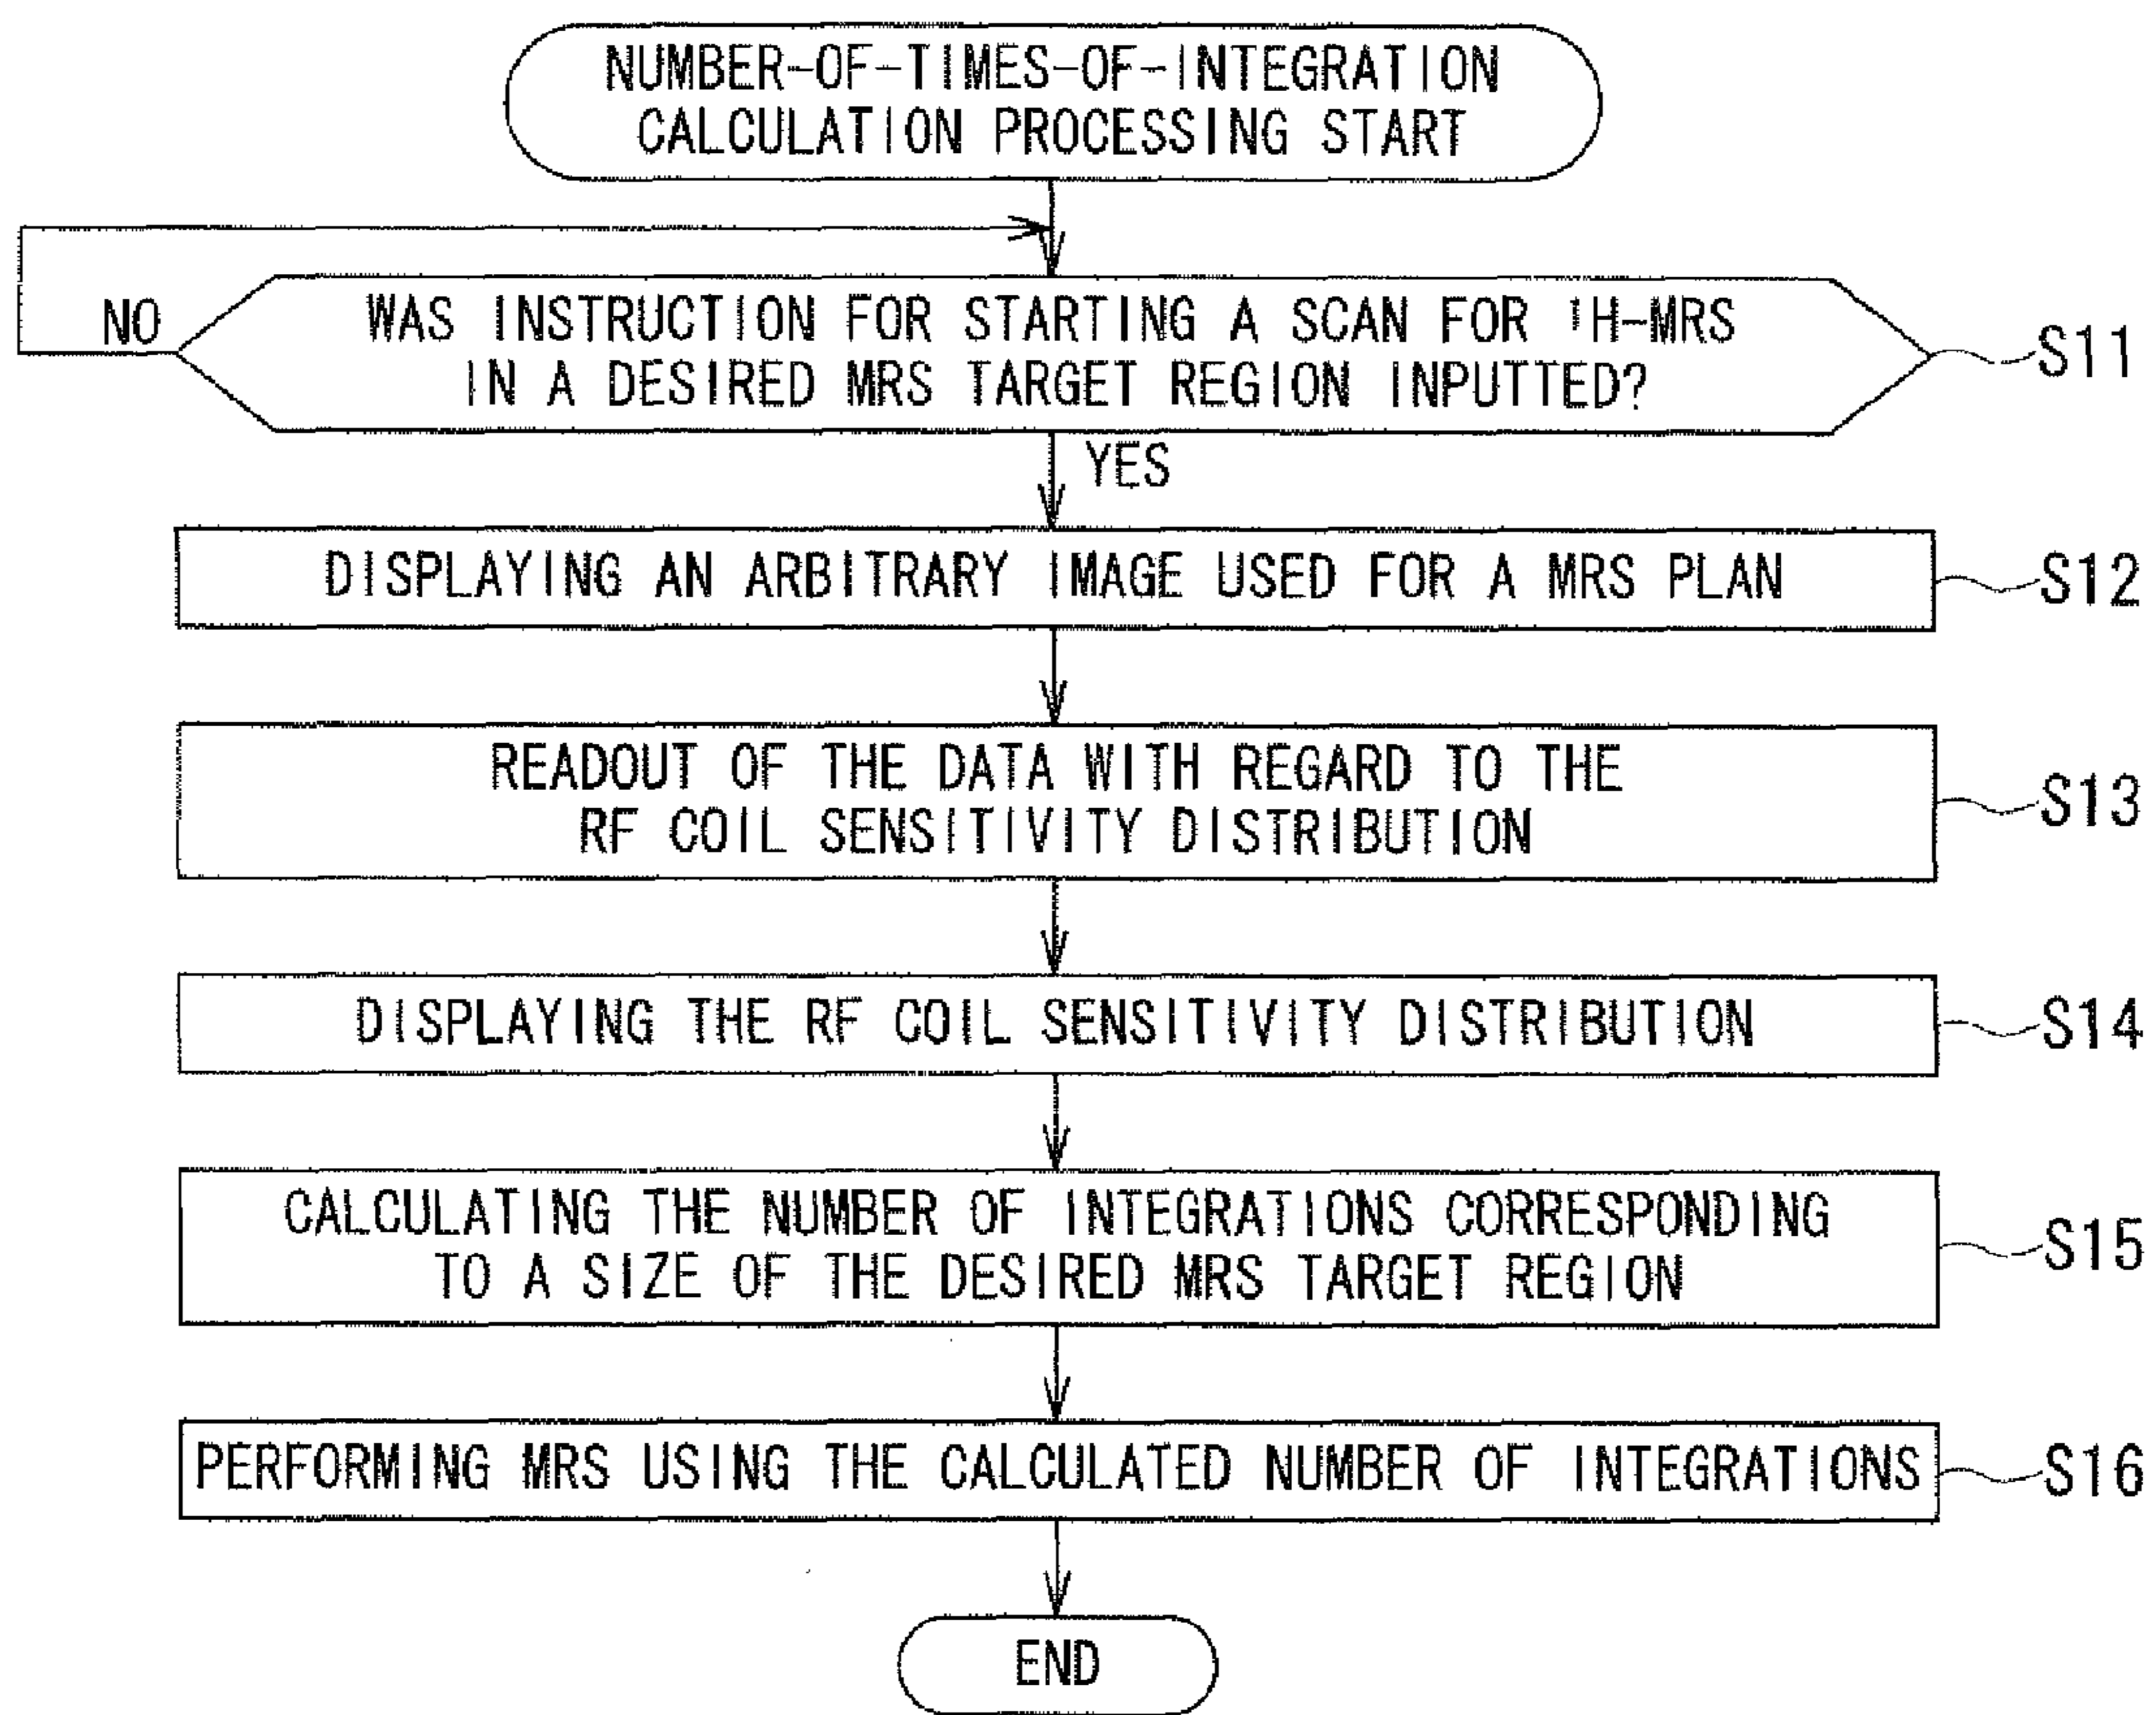 NUMBER-OF-TIMES-OF-INTEGRATION
CALCULATION PROCESSING START
NO
WAS INSTRUCTION FOR STARTING A SCAN FOR ¹H-MRS
IN A DESIRED MRS TARGET REGION INPUTTED?
S11
YES
DISPLAYING AN ARBITRARY IMAGE USED FOR A MRS PLAN
S12
READOUT OF THE DATA WITH REGARD TO THE
RF COIL SENSITIVITY DISTRIBUTION
S13
DISPLAYING THE RF COIL SENSITIVITY DISTRIBUTION
S14
CALCULATING THE NUMBER OF INTEGRATIONS CORRESPONDING
TO A SIZE OF THE DESIRED MRS TARGET REGION
S15
PERFORMING MRS USING THE CALCULATED NUMBER OF INTEGRATIONS
S16
END